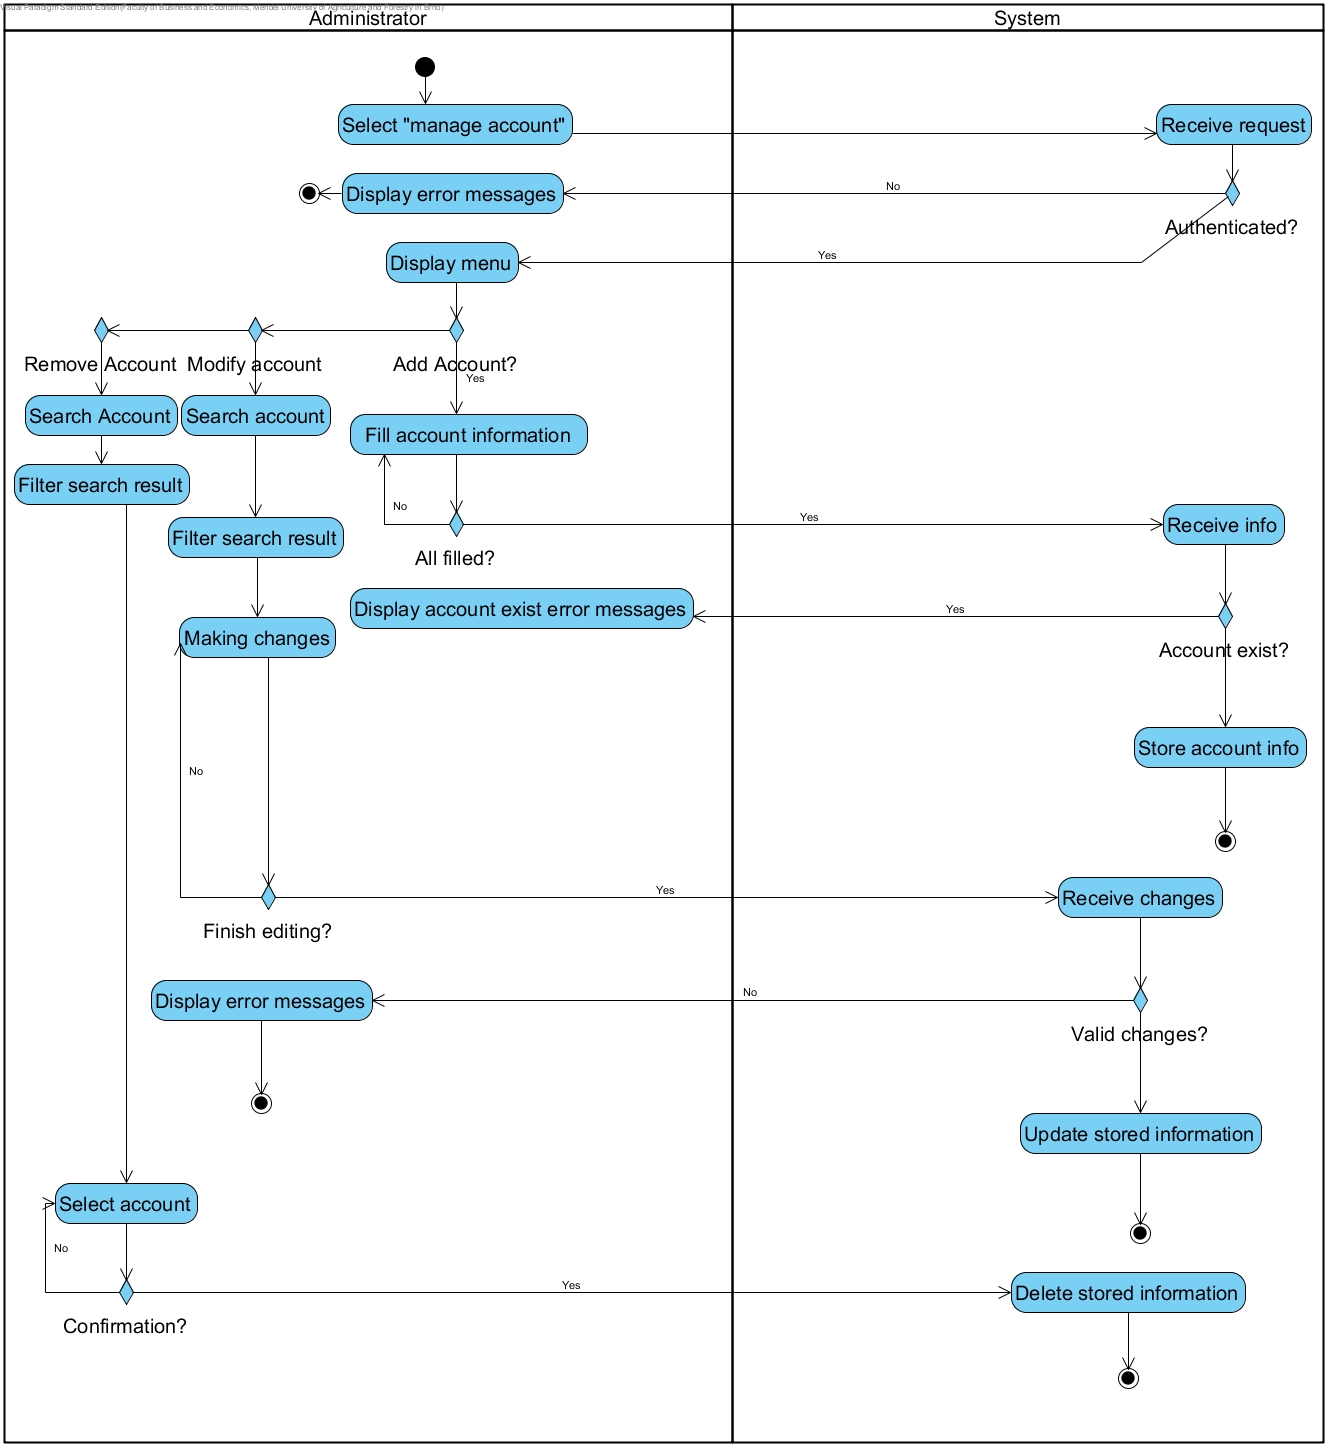 Visual Paradigm Standard Edition(Faculty of Business and Economics, Mendel University of Agriculture and Forestry in Brno)
Administrator
System
Select "manage account"
Receive request
Display error messages
No
Authenticated?
Yes
Display menu
Remove Account
Modify account
Add Account?
Yes
Search Account
Search account
Fill account information
Filter search result
No
Yes
Receive info
Filter search result
All filled?
Display account exist error messages
Yes
Making changes
Account exist?
Store account info
No
Yes
Receive changes
Finish editing?
Display error messages
No
Valid changes?
Update stored information
Select account
No
Yes
Delete stored information
Confirmation?